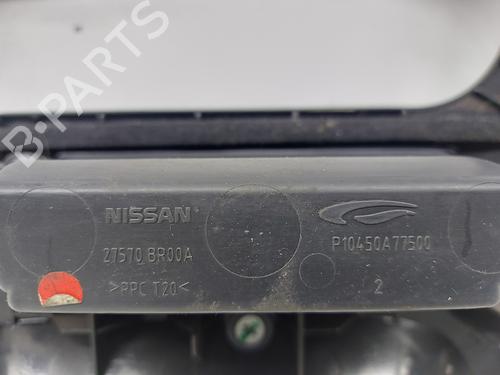 B-PARTS
NISSAN
27570 BR00A
P10450A77500
>PPC T20<
2